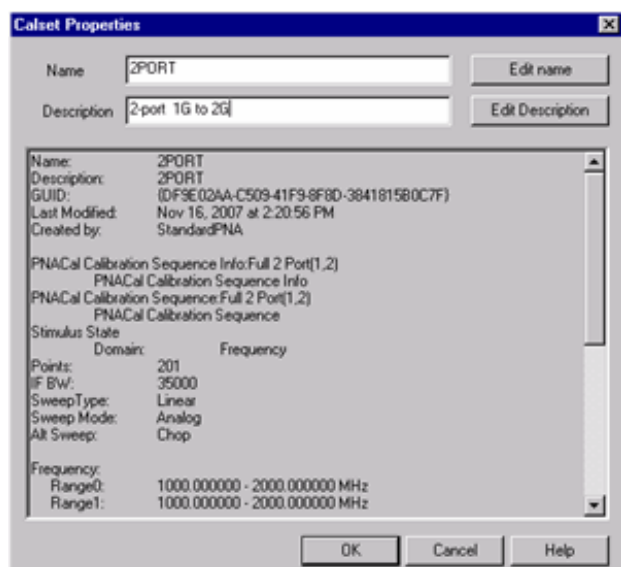 Calset Properties
Name 2PORT Edit name
Description 2-port 1G to 2G Edit Description
Name: 2PORT
Description: 2PORT
GUID: {DF9E02AA-C509-41F9-8F8D-3841815B0C7F}
Last Modified: Nov 16, 2007 at 2:20:56 PM
Created by: StandardPNA
PNACal Calibration Sequence Info:Full 2 Port(1,2)
PNACal Calibration Sequence Info
PNACal Calibration Sequence:Full 2 Port(1,2)
PNACal Calibration Sequence
Stimulus State
Domain: Frequency
Points: 201
IF BW: 35000
SweepType: Linear
Sweep Mode: Analog
Alt Sweep: Chop
Frequency:
Range0: 1000.000000 - 2000.000000 MHz
Range1: 1000.000000 - 2000.000000 MHz
OK Cancel Help